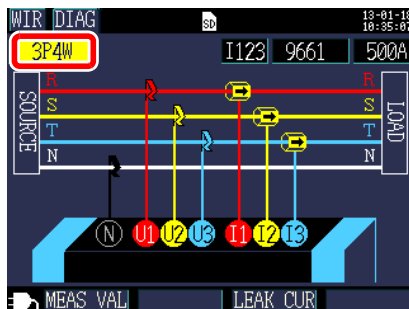 WIR DIAG SD 13-01-18
10:35:07
3P4W I123 9661 500A
SOURCE
LOAD
R R
S S
T T
N N
N U1 U2 U3 I1 I2 I3
MEAS VAL LEAK CUR